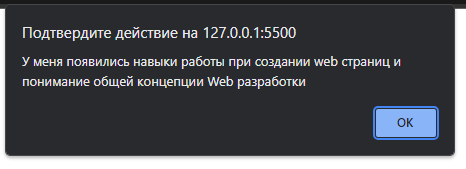 Подтвердите действие на 127.0.0.1:5500
У меня появились навыки работы при создании web страниц и
понимание общей концепции Web разработки
ОК